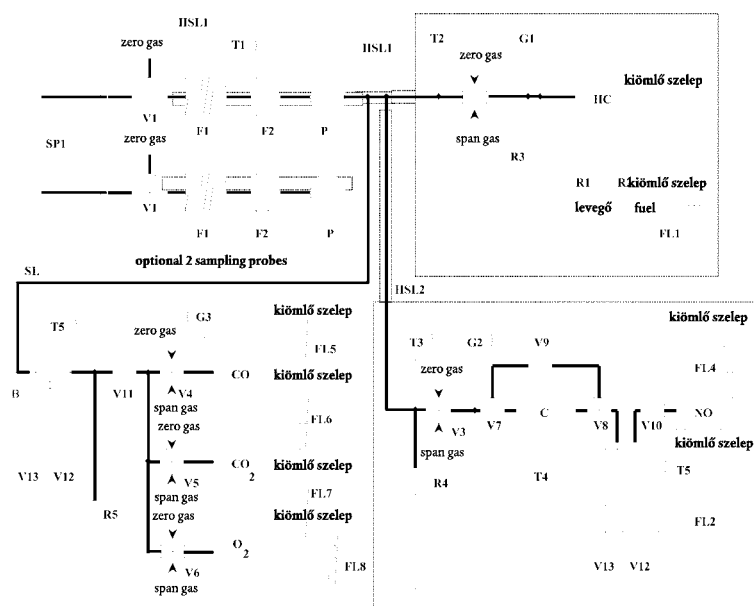 HSL1
zero gas
T1
HSL1
T2
G1
zero gas
kiömlő szelep
HC
V1
F1
F2
P
span gas
zero gas
SP1
R3
R1
kiömlő szelep
levegő
fuel
FL1
V1
F1
F2
P
optional 2 sampling probes
SL
HSL2
T5
zero gas
G3
kiömlő szelep
FL5
kiömlő szelep
B
V11
V4
CO
span gas
zero gas
FL6
kiömlő szelep
CO2
V13
V12
V5
span gas
zero gas
FL7
kiömlő szelep
R5
O2
V6
span gas
FL8
kiömlő szelep
T3
G2
V9
zero gas
FL4
V3
V7
C
V8
V10
NO
span gas
kiömlő szelep
R4
T4
T5
FL2
V13
V12